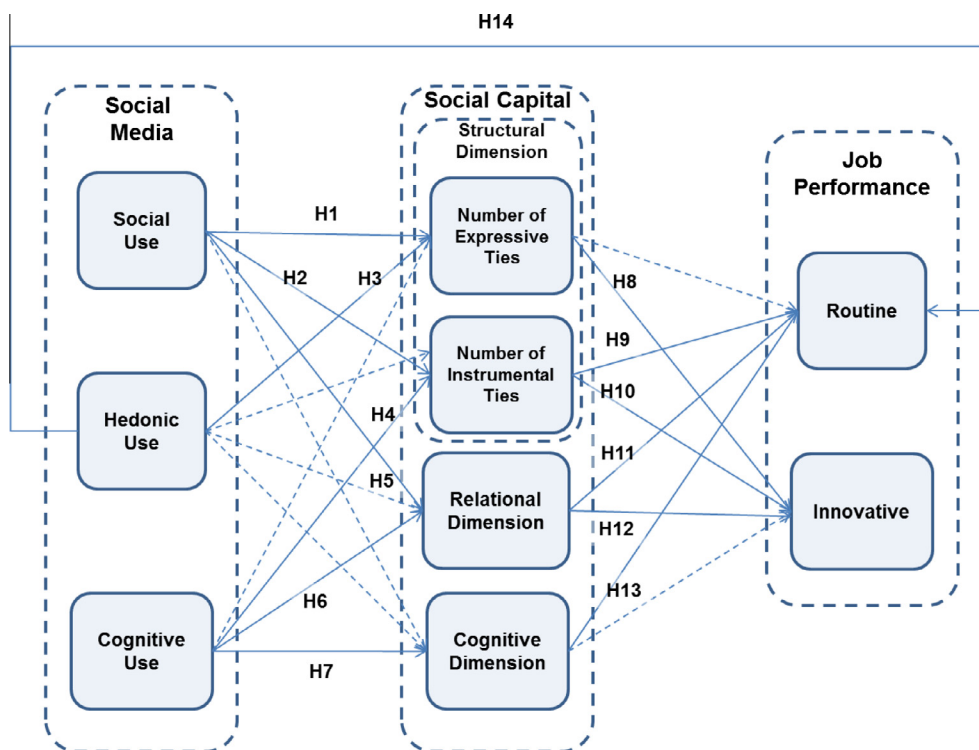 H14
Social
Media
Social
Use
Hedonic
Use
Cognitive
Use
H1
H2
H3
H4
H5
H6
H7
Social Capital
Structural
Dimension
Number of
Expressive
Ties
Number of
Instrumental
Ties
Relational
Dimension
Cognitive
Dimension
H8
H9
H10
H11
H12
H13
Job
Performance
Routine
Innovative